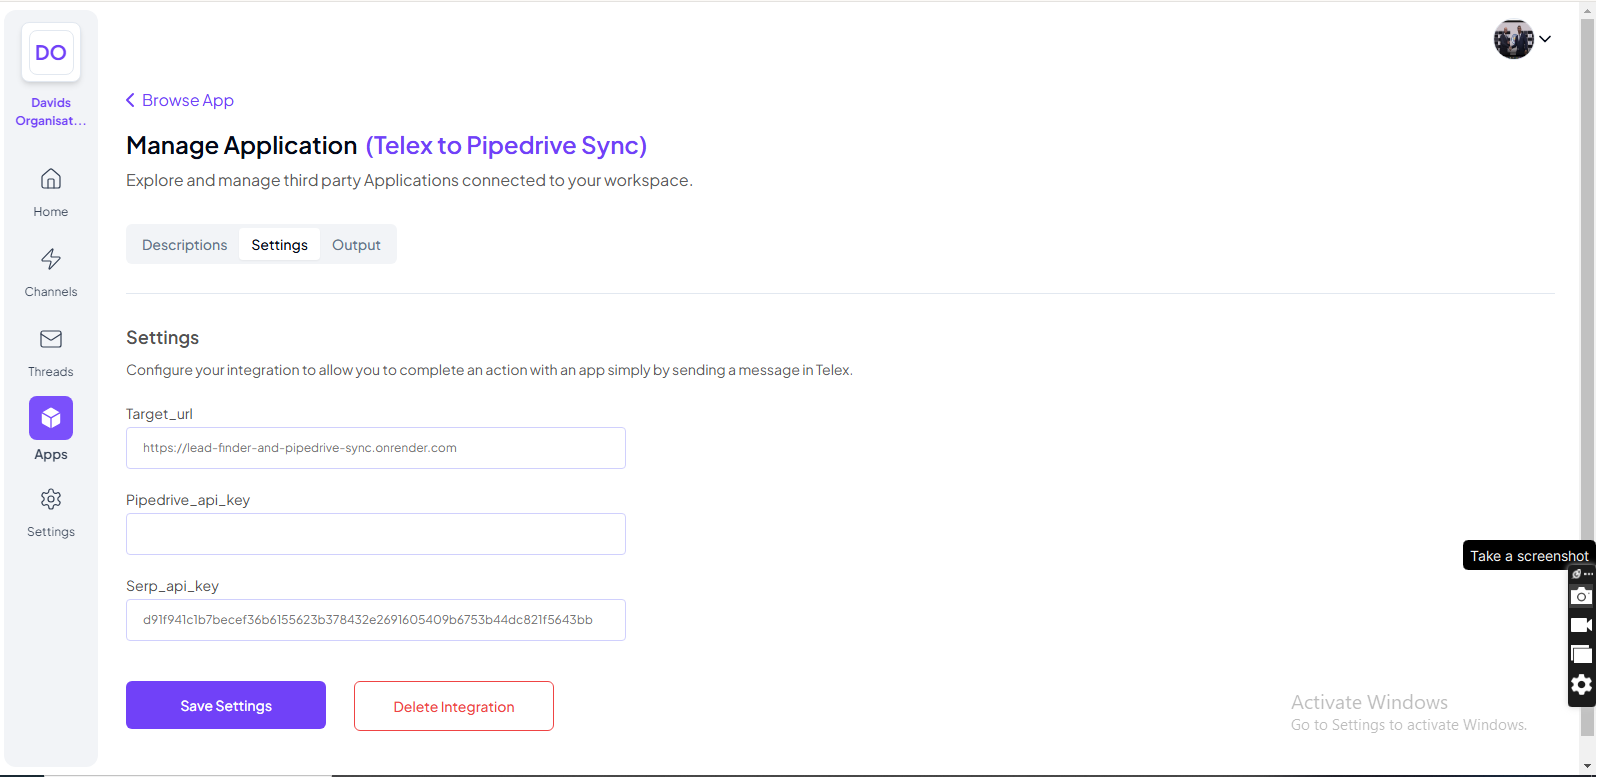 DO
Davids
Organisat...
Home
Channels
Threads
Apps
Settings
Browse App
Manage Application (Telex to Pipedrive Sync)
Explore and manage third party Applications connected to your workspace.
Descriptions Settings Output
Settings
Configure your integration to allow you to complete an action with an app simply by sending a message in Telex.
Target_url
https://lead-finder-and-pipedrive-sync.onrender.com
Pipedrive_api_key
Serp_api_key
d91f941c1b7becef36b6155623b378432e2691605409b6753b44dc821f5643bb
Save Settings Delete Integration
Take a screenshot
Activate Windows
Go to Settings to activate Windows.